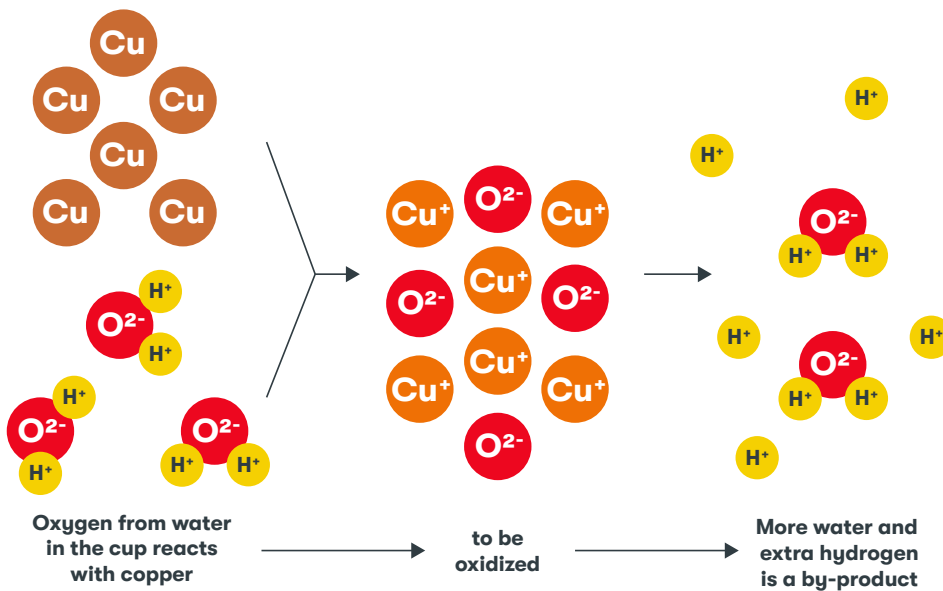 Cu
Cu
Cu
Cu
Cu
Cu
H⁺
O²⁻
H⁺
H⁺
O²⁻
H⁺
O²⁻
H⁺
H⁺
Cu⁺
O²⁻
Cu⁺
Cu⁺
O²⁻
O²⁻
Cu⁺
Cu⁺
Cu⁺
O²⁻
H⁺
H⁺
O²⁻
H⁺
H⁺
H⁺
H⁺
O²⁻
H⁺
H⁺
H⁺
Oxygen from water
in the cup reacts
with copper
to be
oxidized
More water and
extra hydrogen
is a by-product